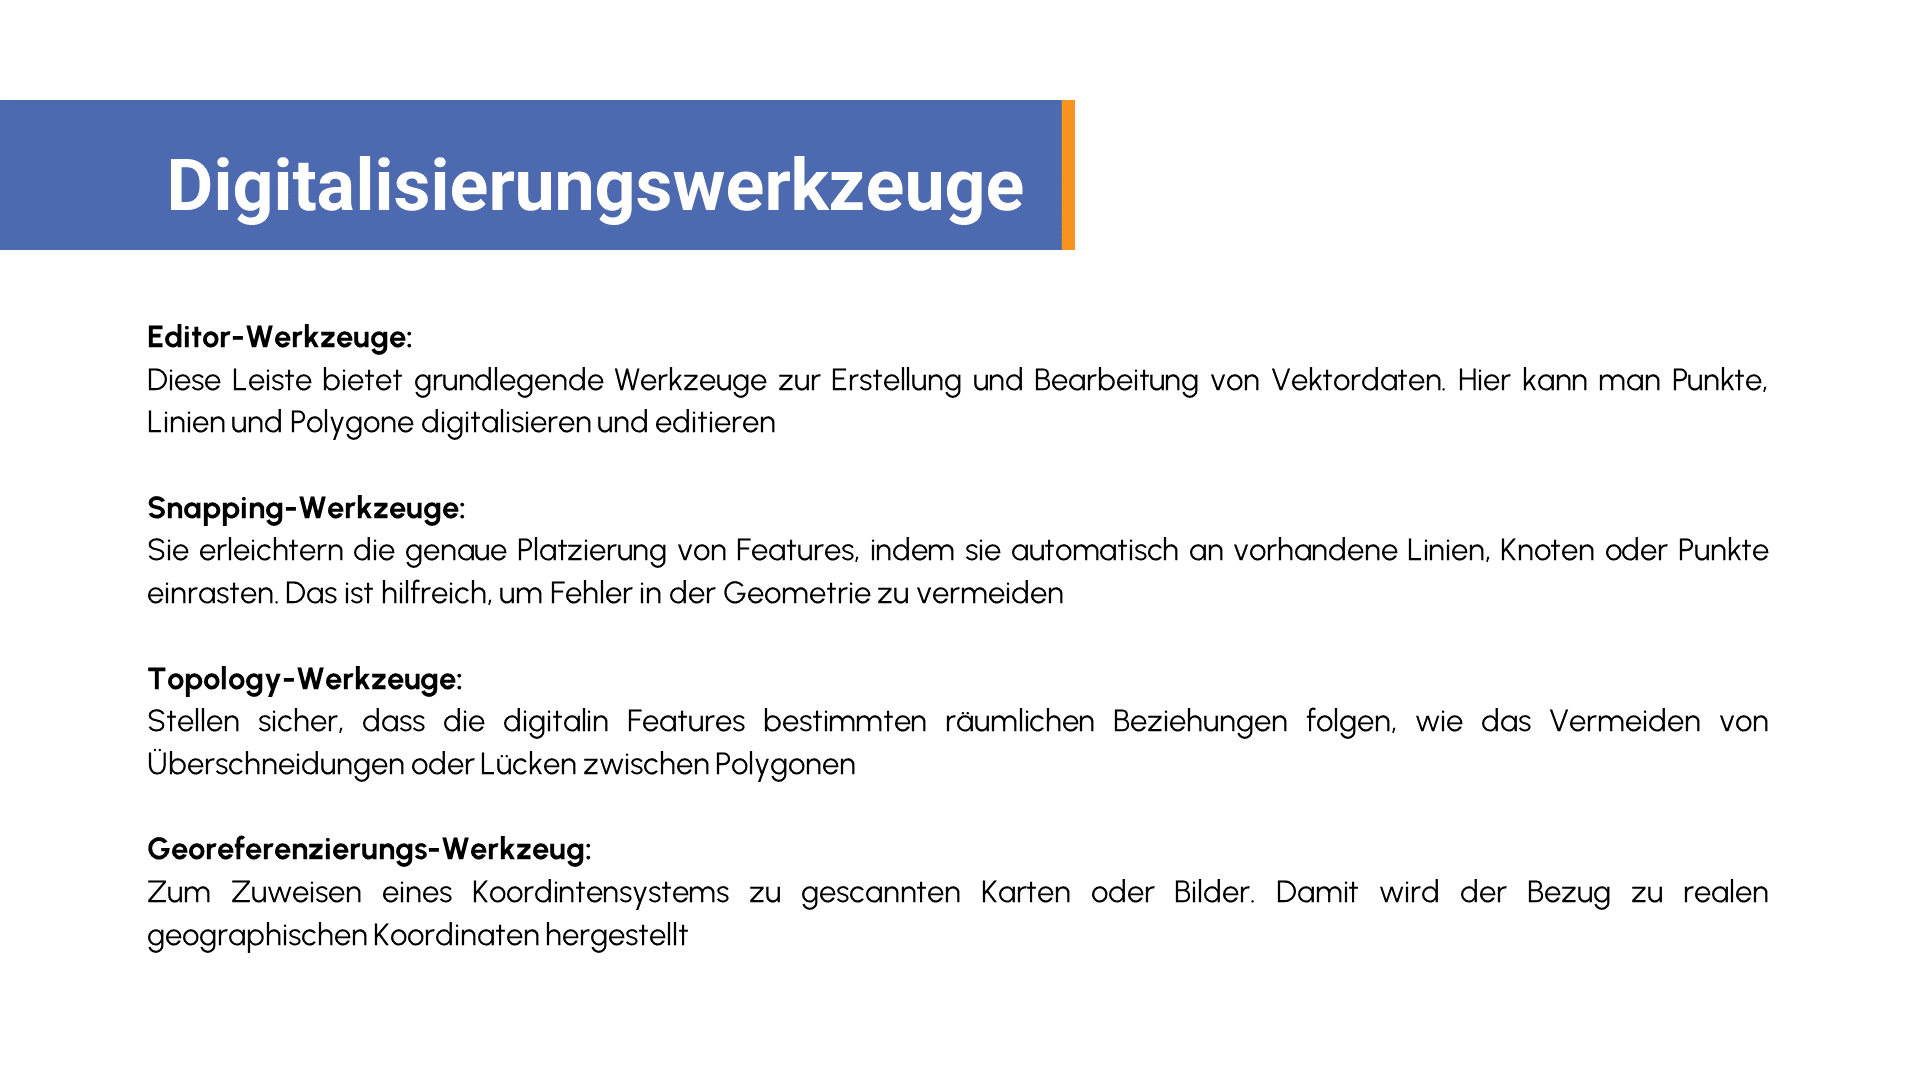 Digitalisierungswerkzeuge
Editor-Werkzeuge:
Diese Leiste bietet grundlegende Werkzeuge zur Erstellung und Bearbeitung von Vektordaten. Hier kann man Punkte,
Linien und Polygone digitalisieren und editieren
Snapping-Werkzeuge:
Sie erleichtern die genaue Platzierung von Features, indem sie automatisch an vorhandene Linien, Knoten oder Punkte
einrasten. Das ist hilfreich, um Fehler in der Geometrie zu vermeiden
Topology-Werkzeuge:
Stellen sicher, dass die digitalin Features bestimmten räumlichen Beziehungen folgen, wie das Vermeiden von
Überschneidungen oder Lücken zwischen Polygonen
Georeferenzierungs-Werkzeug:
Zum Zuweisen eines Koordintensystems zu gescannten Karten oder Bilder. Damit wird der Bezug zu realen
geographischen Koordinaten hergestellt